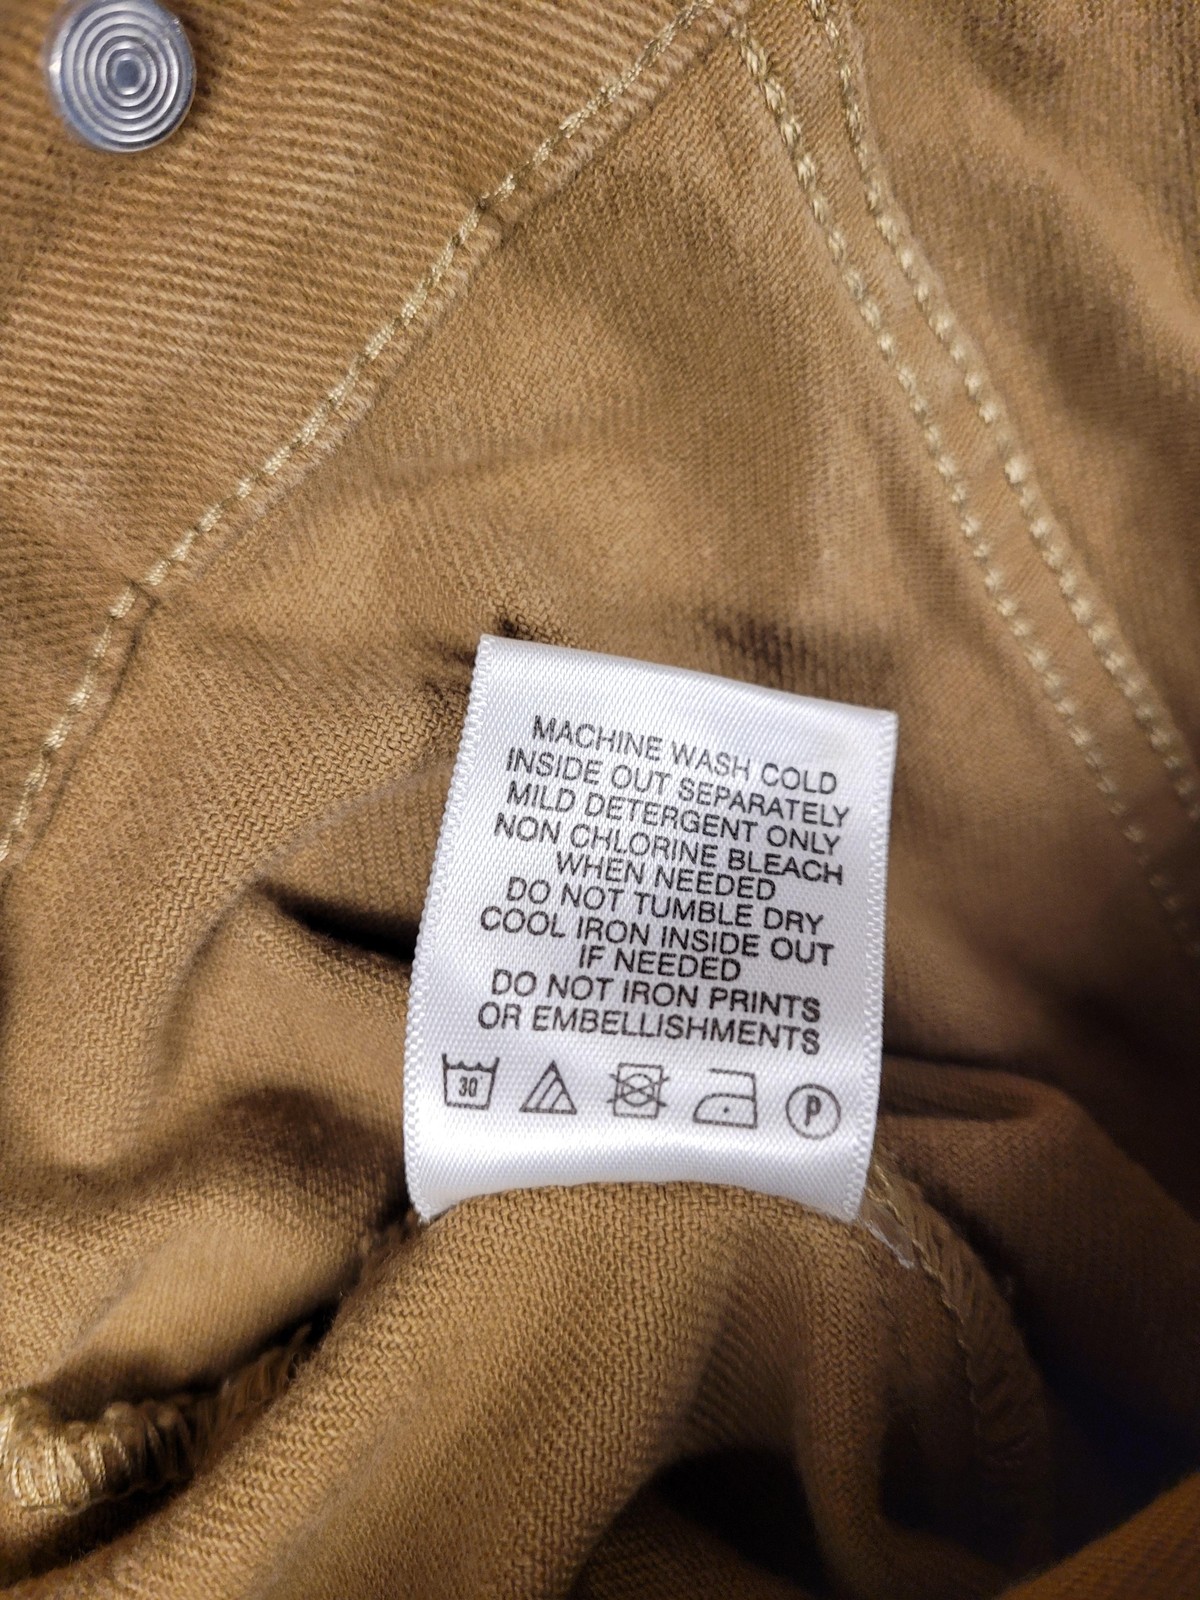 MACHINE WASH COLD
INSIDE OUT SEPARATELY
MILD DETERGENT ONLY
NON CHLORINE BLEACH
WHEN NEEDED
DO NOT TUMBLE DRY
COOL IRON INSIDE OUT
IF NEEDED
DO NOT IRON PRINTS
OR EMBELLISHMENTS
30 P